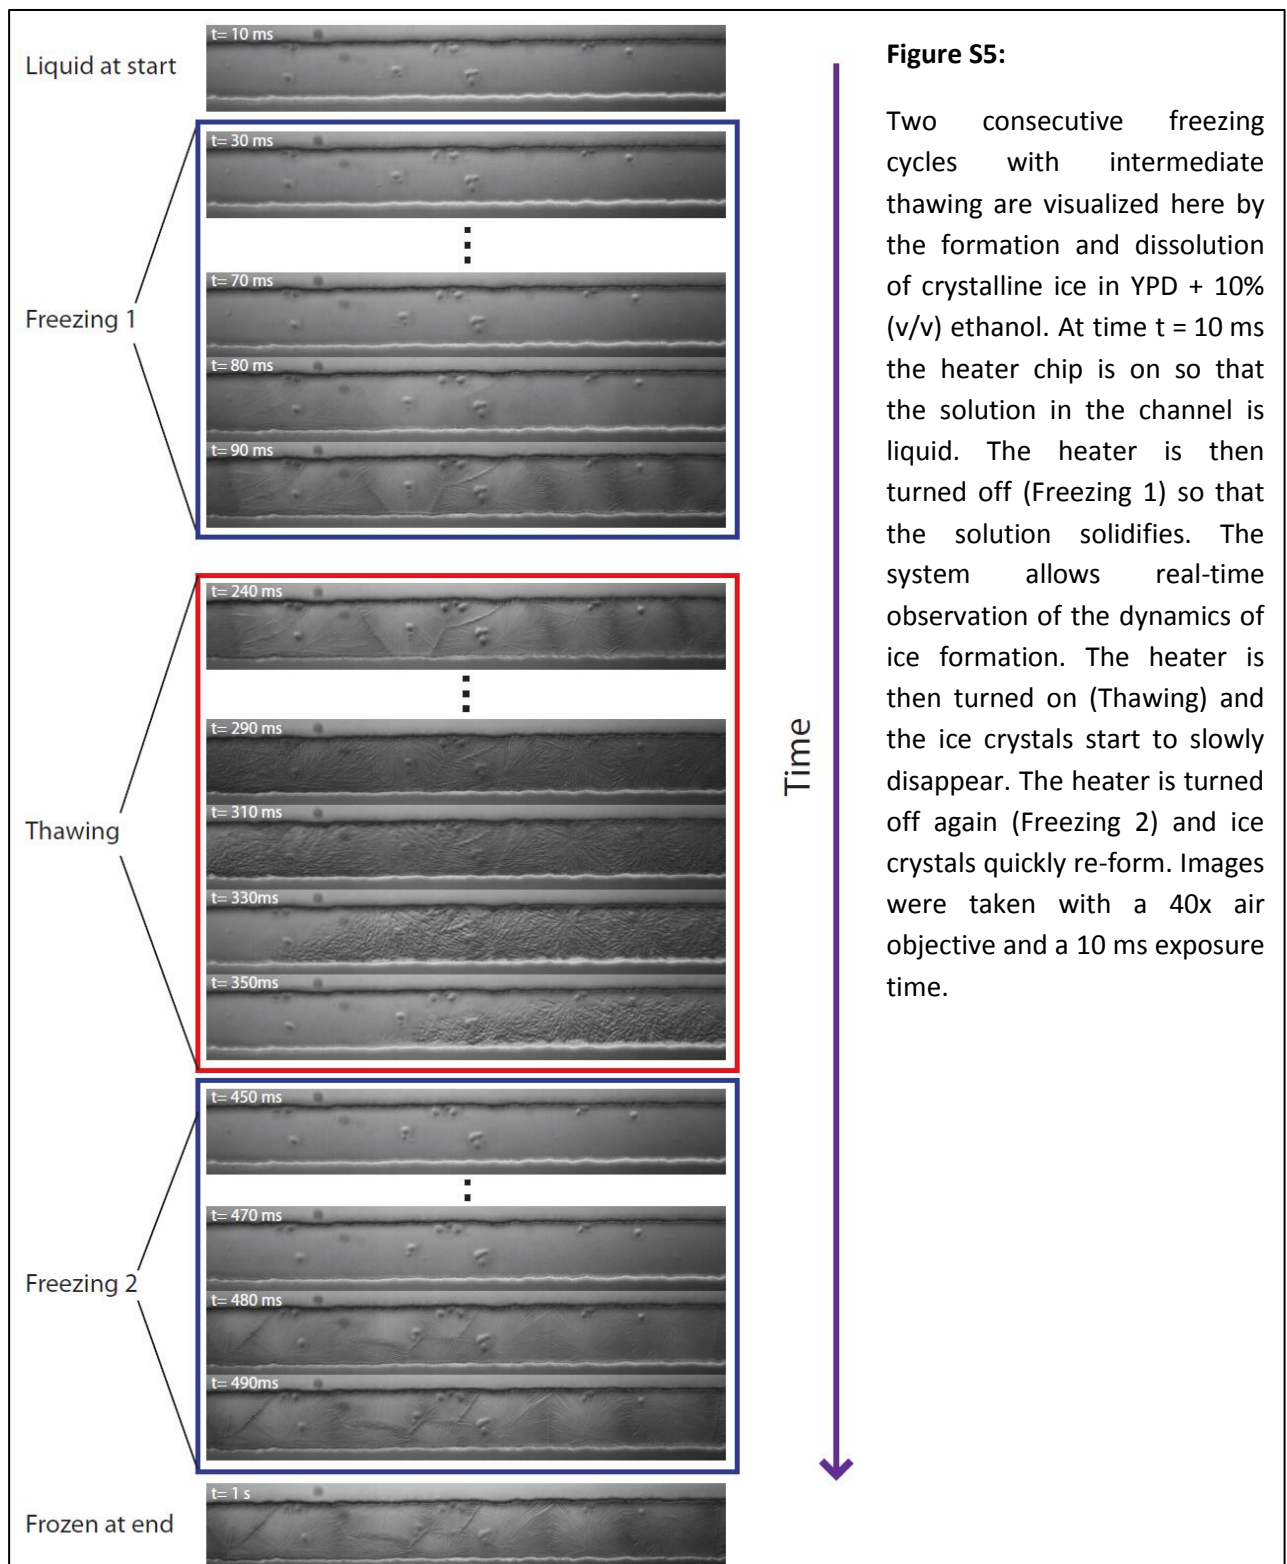 Liquid at start
t= 10 ms
Freezing 1
t= 30 ms
t= 70 ms
t= 80 ms
t= 90 ms
Thawing
t= 240 ms
t= 290 ms
t= 310 ms
t= 330ms
t= 350ms
Freezing 2
t= 450 ms
t= 470 ms
t= 480 ms
t= 490ms
Frozen at end
t= 1 s
Time
Figure S5:
Two consecutive freezing
cycles with intermediate
thawing are visualized here by
the formation and dissolution
of crystalline ice in YPD + 10%
(v/v) ethanol. At time t = 10 ms
the heater chip is on so that
the solution in the channel is
liquid. The heater is then
turned off (Freezing 1) so that
the solution solidifies. The
system allows real-time
observation of the dynamics of
ice formation. The heater is
then turned on (Thawing) and
the ice crystals start to slowly
disappear. The heater is turned
off again (Freezing 2) and ice
crystals quickly re-form. Images
were taken with a 40x air
objective and a 10 ms exposure
time.